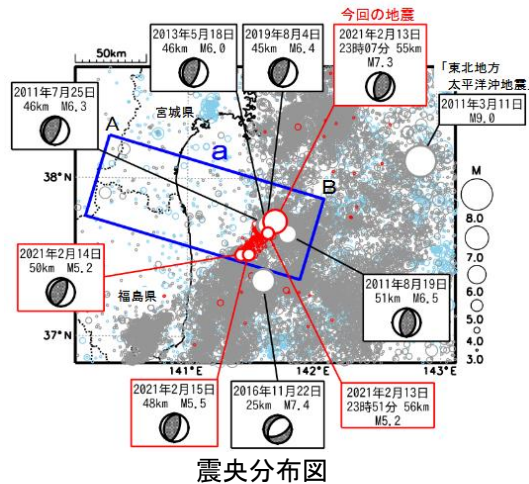 今回の地震
50km
2013年5月18日
46km M6.0
2019年8月4日
45km M6.4
2021年2月13日
23時07分 55km
M7.3
「東北地方
太平洋沖地震」
2011年3月11日
M9.0
2011年7月25日
46km M6.3
宮城県
A
a
B
38°N
M
8.0
7.0
6.0
5.0
4.0
3.0
2021年2月14日
50km M5.2
福島県
2011年8月19日
51km M6.5
37°N
141°E
142°E
143°E
2021年2月15日
48km M5.5
2016年11月22日
25km M7.4
2021年2月13日
23時51分 56km
M5.2
震央分布図